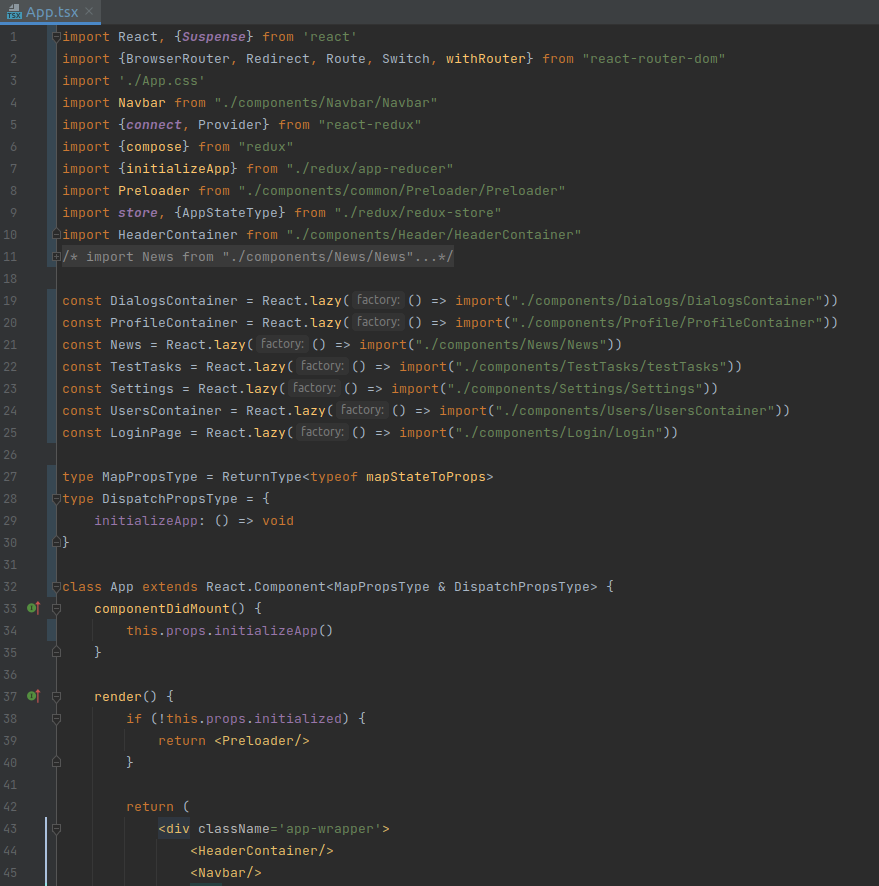 App.tsx
1 import React, {Suspense} from 'react'
2 import {BrowserRouter, Redirect, Route, Switch, withRouter} from "react-router-dom"
3 import './App.css'
4 import Navbar from "./components/Navbar/Navbar"
5 import {connect, Provider} from "react-redux"
6 import {compose} from "redux"
7 import {initializeApp} from "./redux/app-reducer"
8 import Preloader from "./components/common/Preloader/Preloader"
9 import store, {AppStateType} from "./redux/redux-store"
10 import HeaderContainer from "./components/Header/HeaderContainer"
11 /* import News from "./components/News/News"...*/
18
19 const DialogsContainer = React.lazy( factory: () => import("./components/Dialogs/DialogsContainer"))
20 const ProfileContainer = React.lazy( factory: () => import("./components/Profile/ProfileContainer"))
21 const News = React.lazy( factory: () => import("./components/News/News"))
22 const TestTasks = React.lazy( factory: () => import("./components/TestTasks/testTasks"))
23 const Settings = React.lazy( factory: () => import("./components/Settings/Settings"))
24 const UsersContainer = React.lazy( factory: () => import("./components/Users/UsersContainer"))
25 const LoginPage = React.lazy( factory: () => import("./components/Login/Login"))
26
27 type MapPropsType = ReturnType<typeof mapStateToProps>
28 type DispatchPropsType = {
29     initializeApp: () => void
30 }
31
32 class App extends React.Component<MapPropsType & DispatchPropsType> {
33     componentDidMount() {
34         this.props.initializeApp()
35     }
36
37     render() {
38         if (!this.props.initialized) {
39             return <Preloader/>
40         }
41
42         return (
43             <div className='app-wrapper'>
44                 <HeaderContainer/>
45                 <Navbar/>